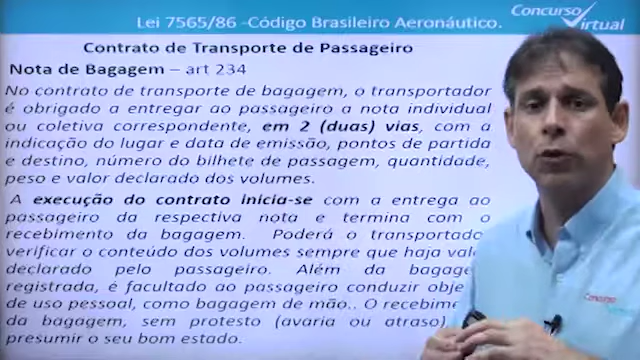 Lei 7565/86 -Código Brasileiro Aeronáutico.
Concurso Virtual
Contrato de Transporte de Passageiro
Nota de Bagagem – art 234
No contrato de transporte de bagagem, o transportador
é obrigado a entregar ao passageiro a nota individual
ou coletiva correspondente, em 2 (duas) vias, com a
indicação do lugar e data de emissão, pontos de partida
e destino, número do bilhete de passagem, quantidade,
peso e valor declarado dos volumes.
A execução do contrato inicia-se com a entrega ao
passageiro da respectiva nota e termina com o
recebimento da bagagem. Poderá o transportado
verificar o conteúdo dos volumes sempre que haja valo
declarado pelo passageiro. Além da bagage
registrada, é facultado ao passageiro conduzir obje
de uso pessoal, como bagagem de mão.. O recebime
da bagagem, sem protesto (avaria ou atraso)
presumir o seu bom estado.
Concurso